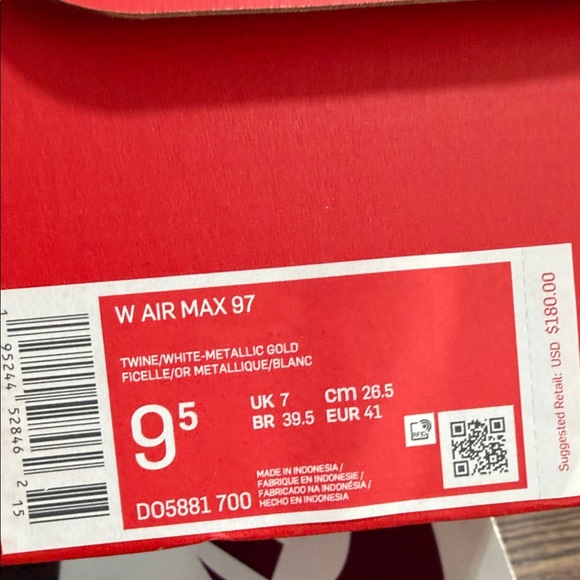 W AIR MAX 97
TWINE/WHITE-METALLIC GOLD
FICELLE/OR METALLIQUE/BLANC
9⁵
UK 7 cm 26.5
BR 39.5 EUR 41
RFID
MADE IN INDONESIA/
FABRIQUE EN INDONESIE/
FABRICADO NA INDONÉSIA/
HECHO EN INDONESIA
DO5881 700
1 95244 52846 2 15
Suggested Retail: USD $180.00